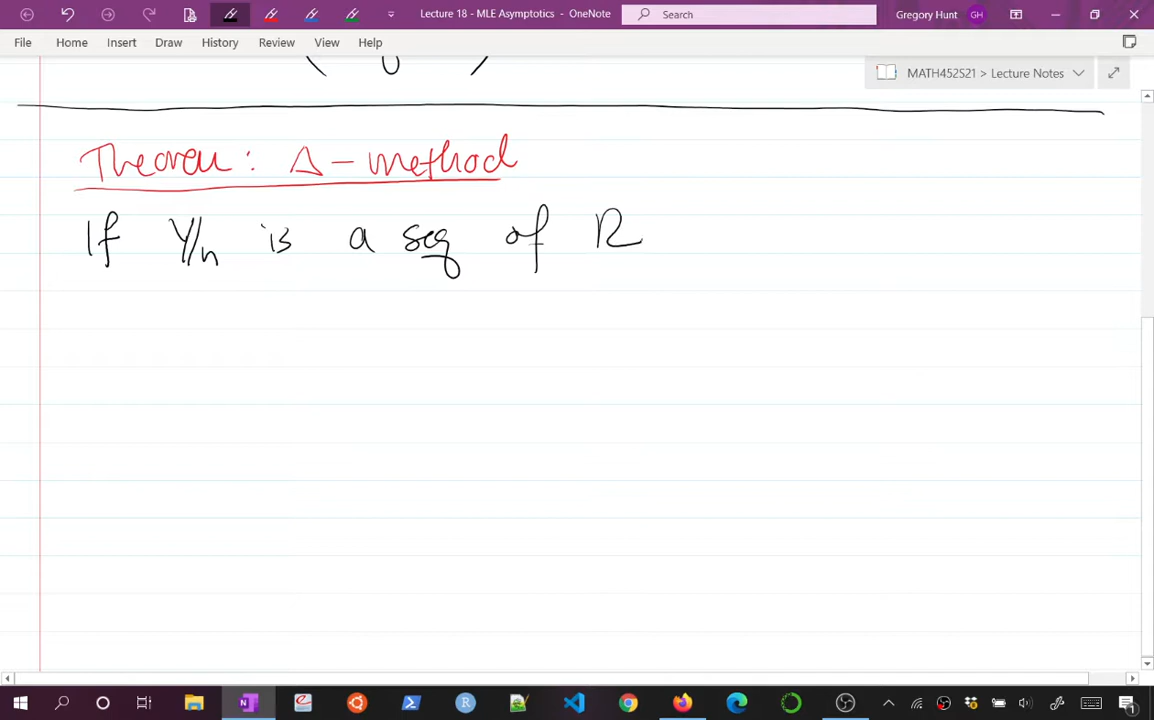 Lecture 18 - MLE Asymptotics - OneNote
Search
Gregory Hunt
GH
File Home Insert Draw History Review View Help
MATH452S21 > Lecture Notes
Theorem: Δ-method
If Yn is a seq of R